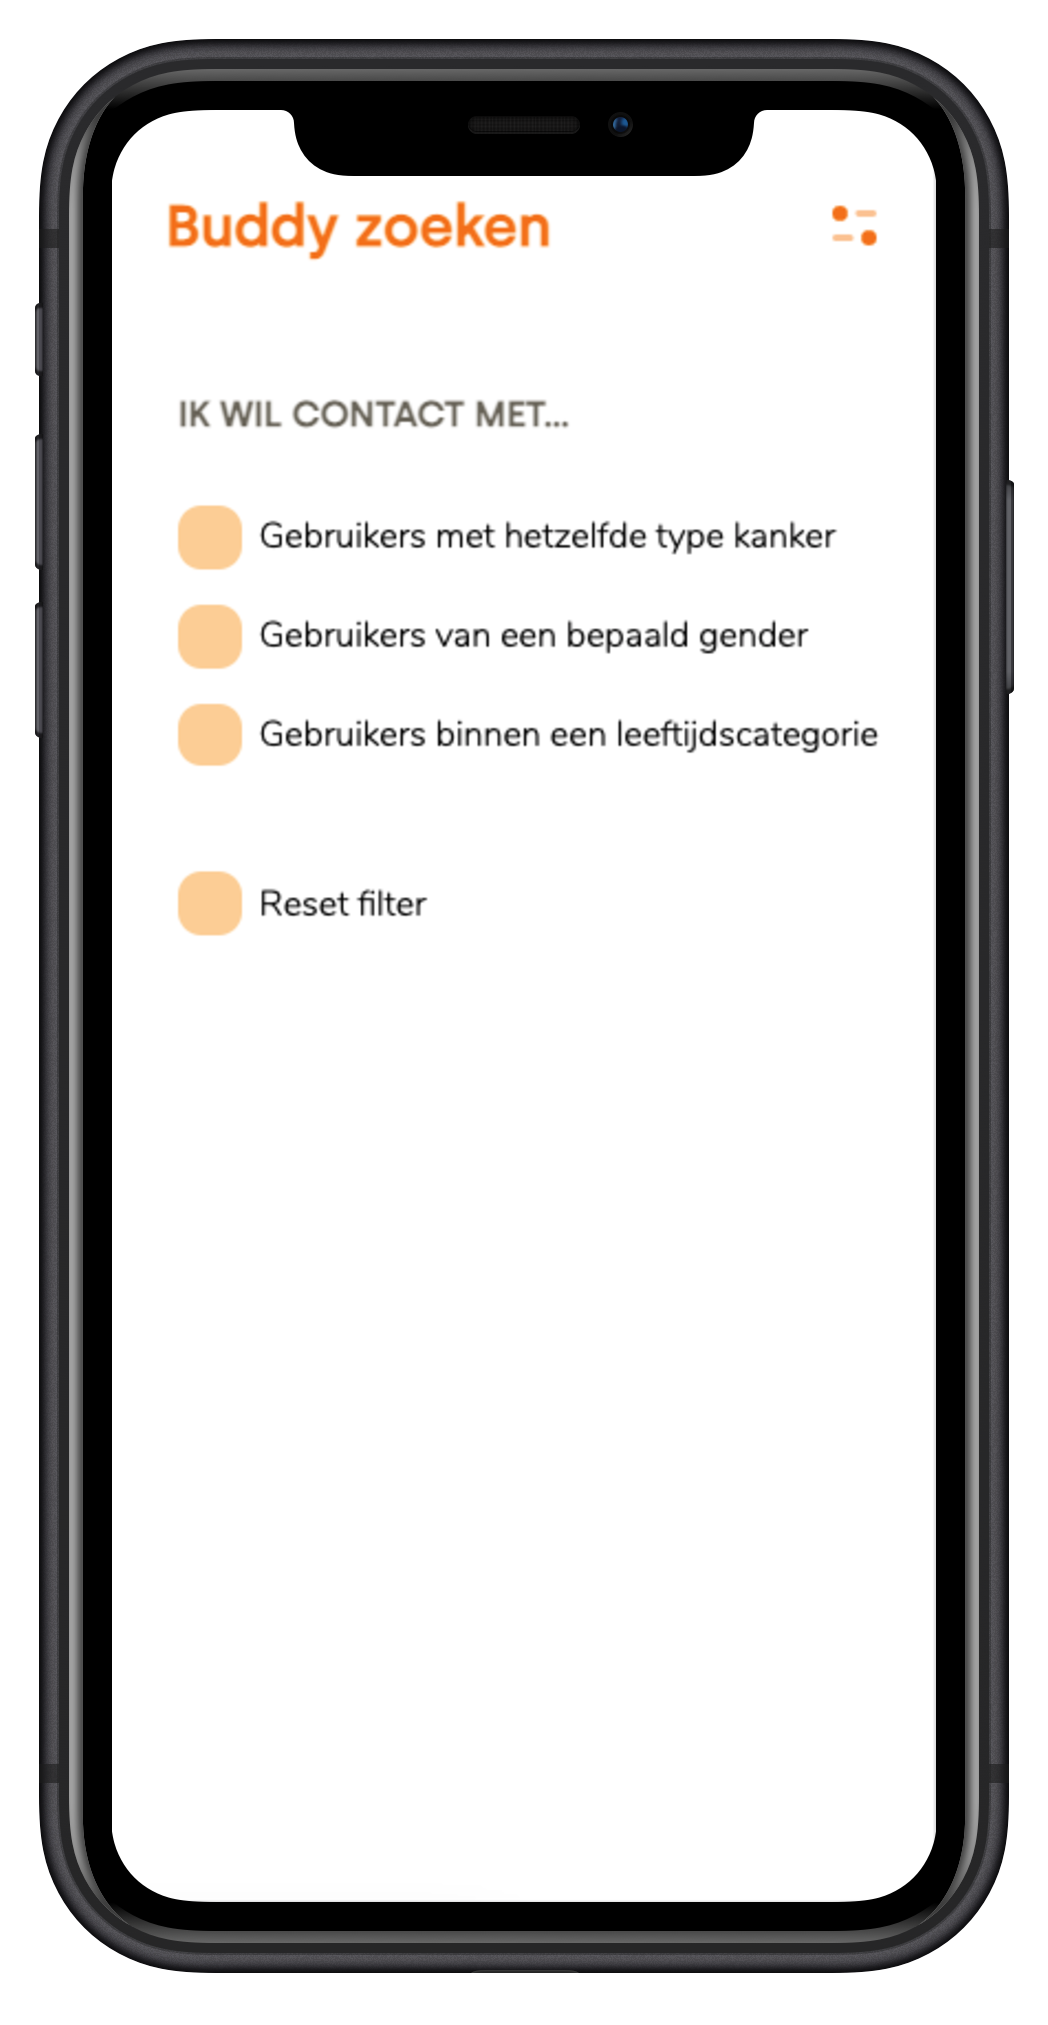 Buddy zoeken
IK WIL CONTACT MET...
Gebruikers met hetzelfde type kanker
Gebruikers van een bepaald gender
Gebruikers binnen een leeftijdscategorie
Reset filter